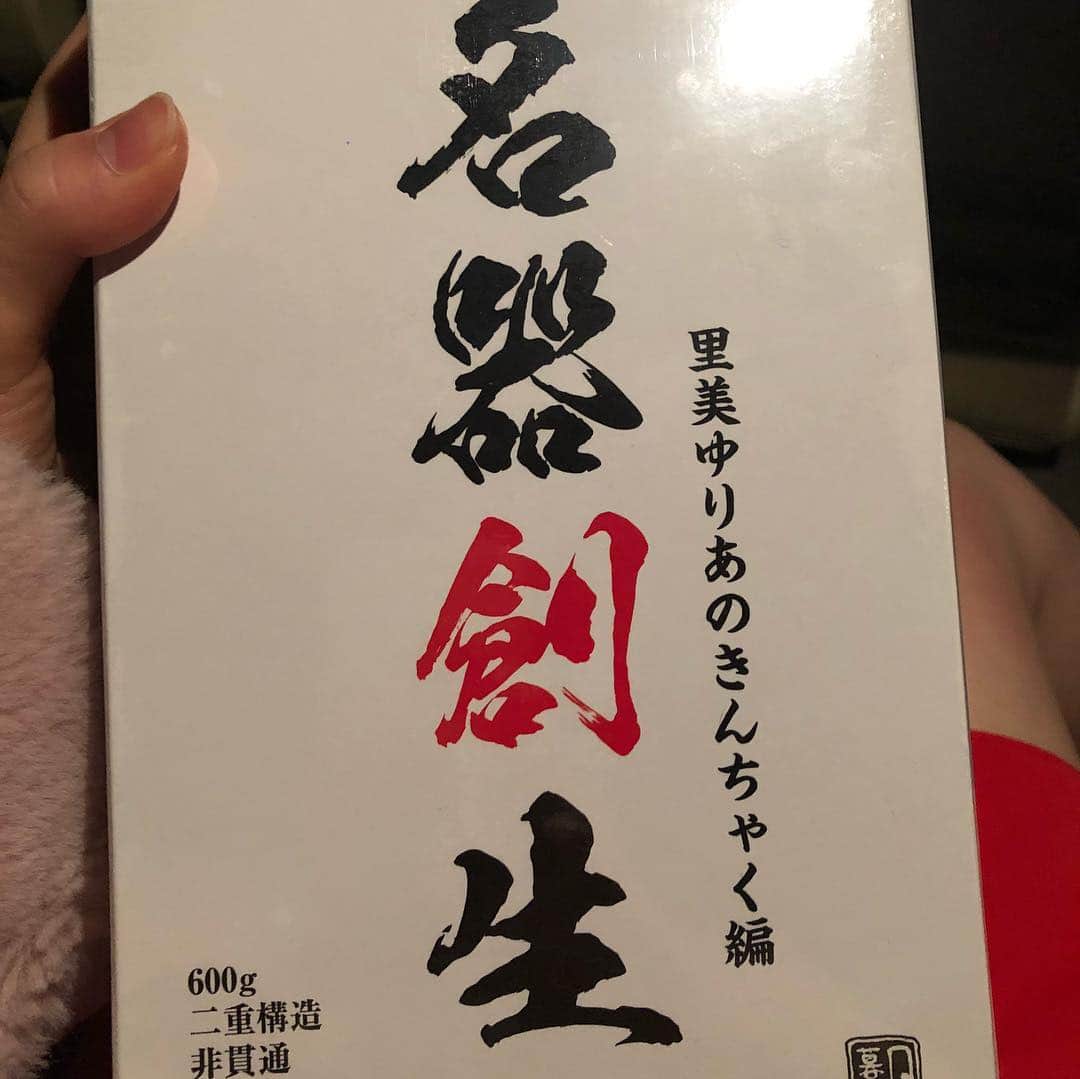 名器創生
里美ゆりあのきんちゃく編
600g
二重構造
非貫通